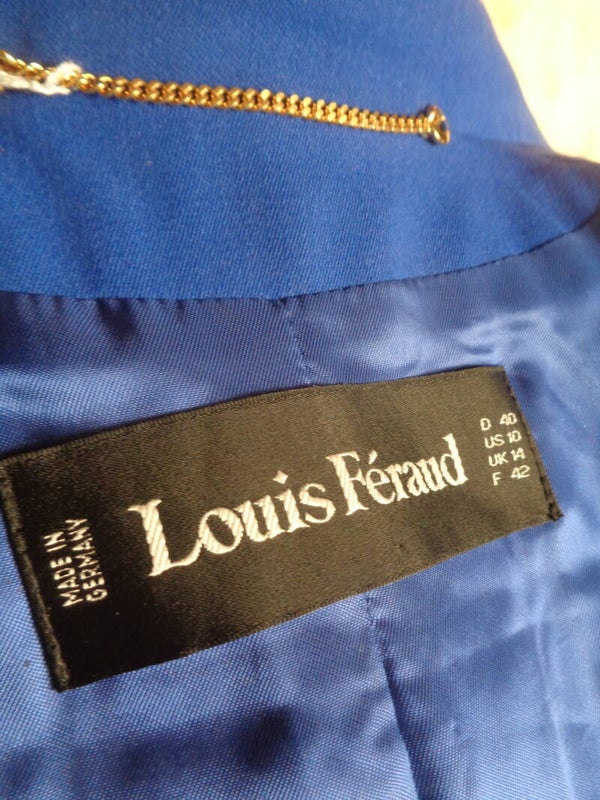 MADE IN
GERMANY
Louis Féraud
D 40
US 10
UK 14
F 42